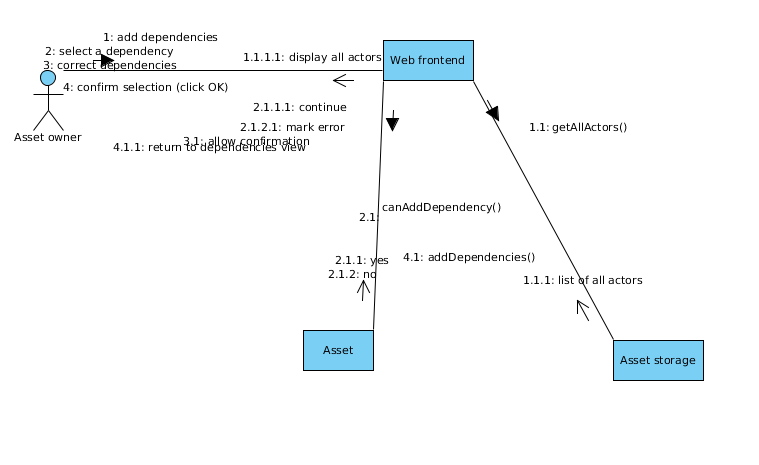 1: add dependencies
2: select a dependency
3: correct dependencies
4: confirm selection (click OK)
Asset owner
1.1.1.1: display all actors
Web frontend
2.1.1.1: continue
2.1.2.1: mark error
3.1: allow confirmation
4.1.1: return to dependencies view
1.1: getAllActors()
canAddDependency()
2.1:
2.1.1: yes
2.1.2: no
4.1: addDependencies()
1.1.1: list of all actors
Asset
Asset storage